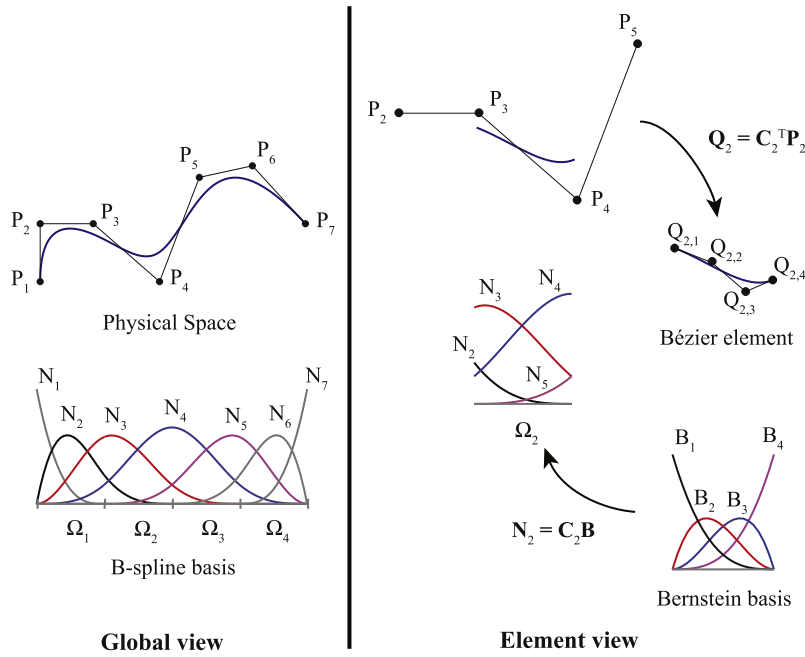 P₁
P₂
P₃
P₄
P₅
P₆
P₇
Physical Space
N₁
N₂
N₃
N₄
N₅
N₆
N₇
Ω₁
Ω₂
Ω₃
Ω₄
B-spline basis
Global view
P₂
P₃
P₄
P₅
Q₂ = C₂ᵀP₂
Q₂,₁
Q₂,₂
Q₂,₃
Q₂,₄
Bézier element
N₂
N₃
N₄
N₅
Ω₂
N₂ = C₂B
B₁
B₂
B₃
B₄
Bernstein basis
Element view